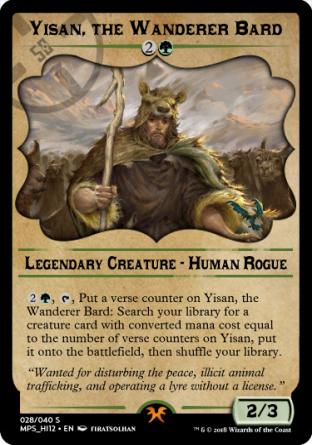 Yisan, the Wanderer Bard
2
Legendary Creature - Human Rogue
2, Put a verse counter on Yisan, the
Wanderer Bard: Search your library for a
creature card with converted mana cost equal
to the number of verse counters on Yisan, put
it onto the battlefield, then shuffle your library.
“Wanted for disturbing the peace, illicit animal
trafficking, and operating a lyre without a license.”
2/3
028/040 S
MPS_HI12 • EN FIRATSOLHAN
™ & © 2018 Wizards of the Coast